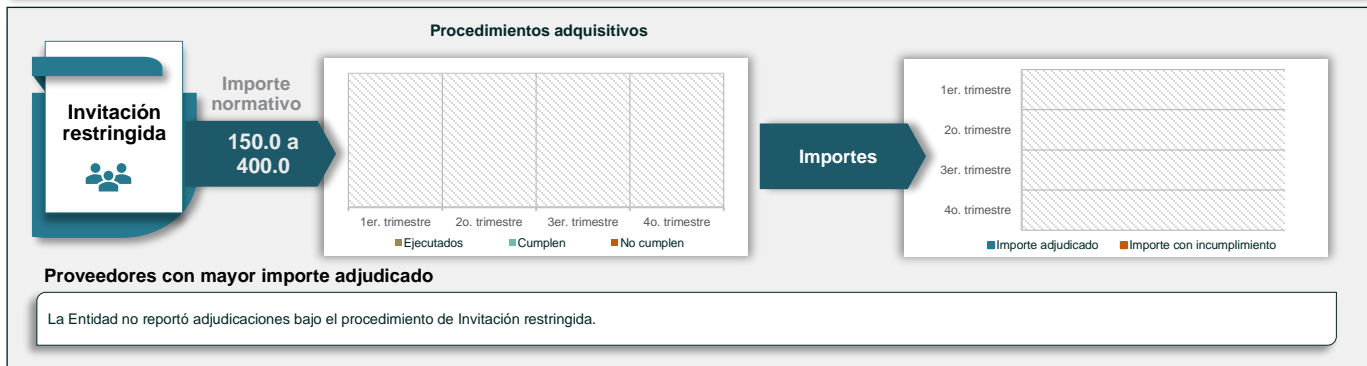 Procedimientos adquisitivos
Invitación
restringida
Importe
normativo
150.0 a
400.0
1er. trimestre
2o. trimestre
3er. trimestre
4o. trimestre
Ejecutados
Cumplen
No cumplen
Importes
1er. trimestre
2o. trimestre
3er. trimestre
4o. trimestre
Importe adjudicado
Importe con incumplimiento
Proveedores con mayor importe adjudicado
La Entidad no reportó adjudicaciones bajo el procedimiento de Invitación restringida.